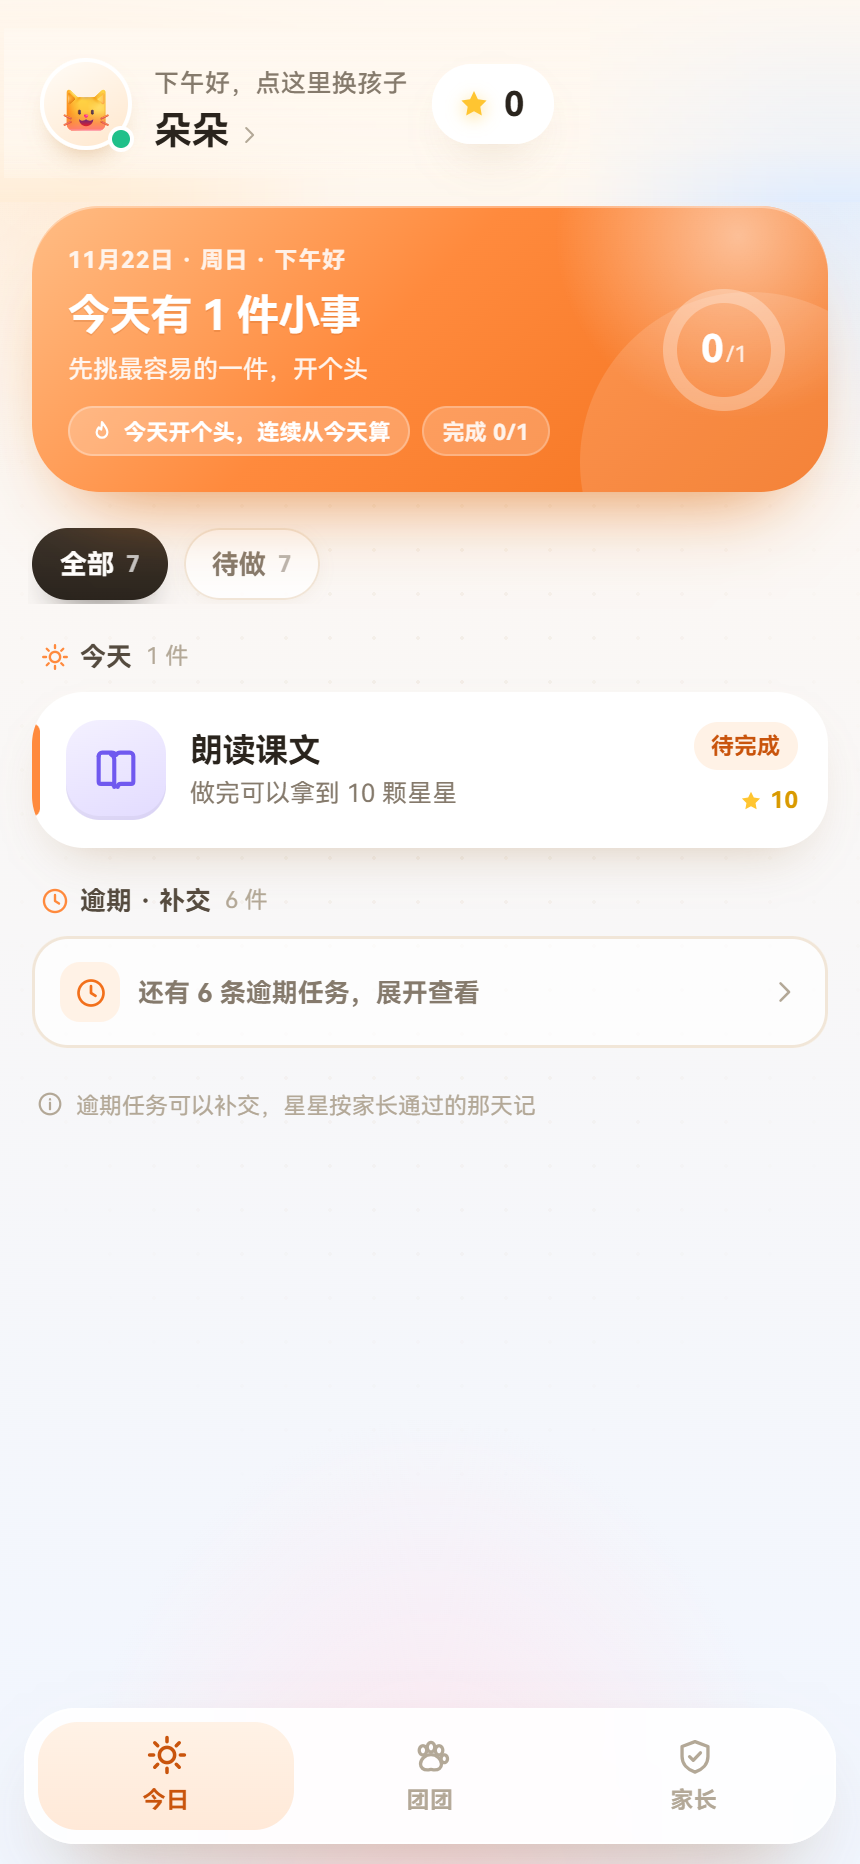 下午好，点这里换孩子
朵朵
0
11月22日 · 周日 · 下午好
今天有 1 件小事
先挑最容易的一件，开个头
0/1
今天开个头，连续从今天算
完成 0/1
全部 7
待做 7
今天 1 件
朗读课文
待完成
做完可以拿到 10 颗星星
10
逾期 · 补交 6 件
还有 6 条逾期任务，展开查看
逾期任务可以补交，星星按家长通过的那天记
今日
团团
家长